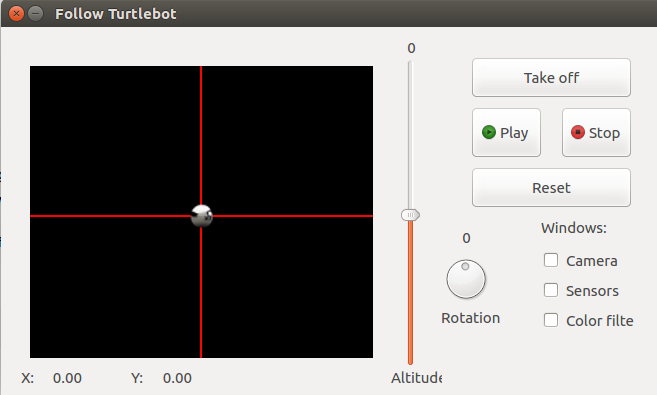 Follow Turtlebot
0
Take off
Play
Stop
Reset
Windows:
0
Camera
Sensors
Rotation
Color filte
X: 0.00 Y: 0.00
Altitude